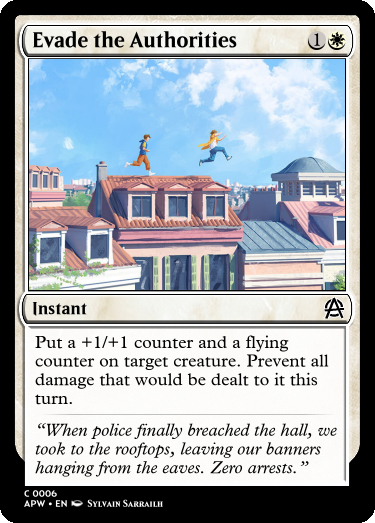 Evade the Authorities 1
Instant
Put a +1/+1 counter and a flying
counter on target creature. Prevent all
damage that would be dealt to it this
turn.
“When police finally breached the hall, we
took to the rooftops, leaving our banners
hanging from the eaves. Zero arrests.”
C 0006
APW • EN Sylvain Sarrailh